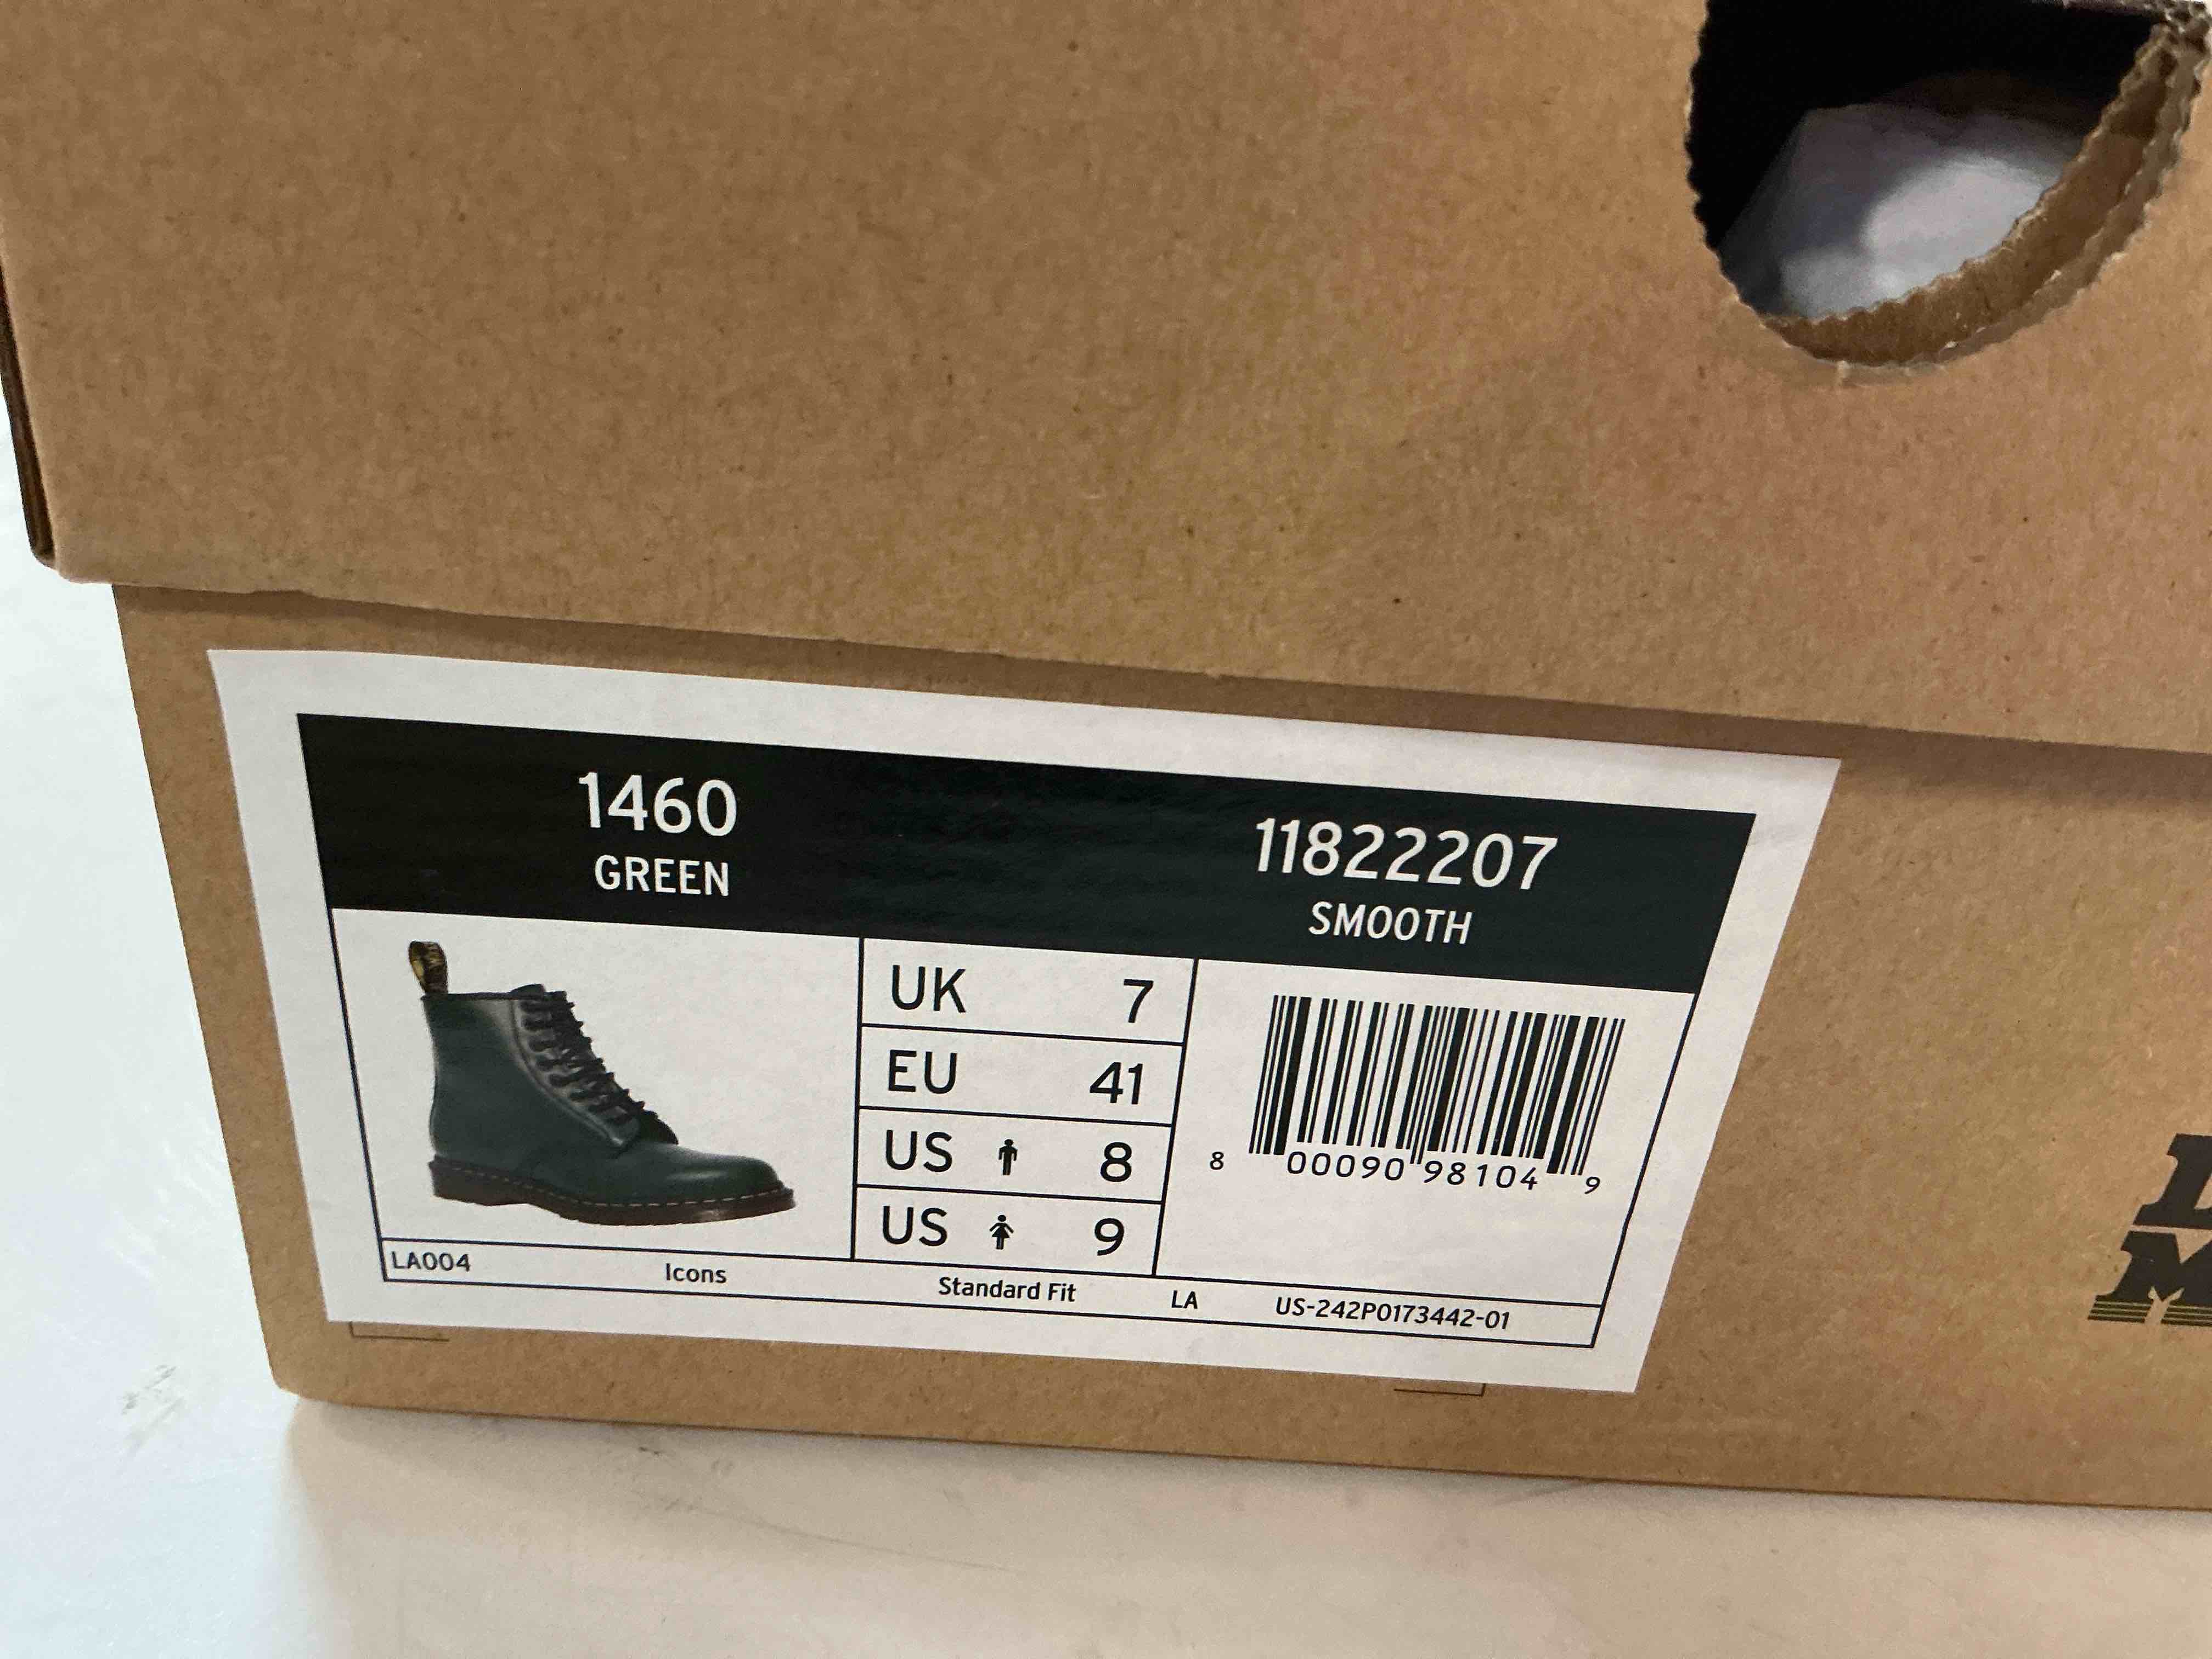 1460
GREEN
11822207
SMOOTH
UK 7
EU 41
US 8
US 9
8 00090 98104 9
LA004 Icons Standard Fit LA US-242P0173442-01